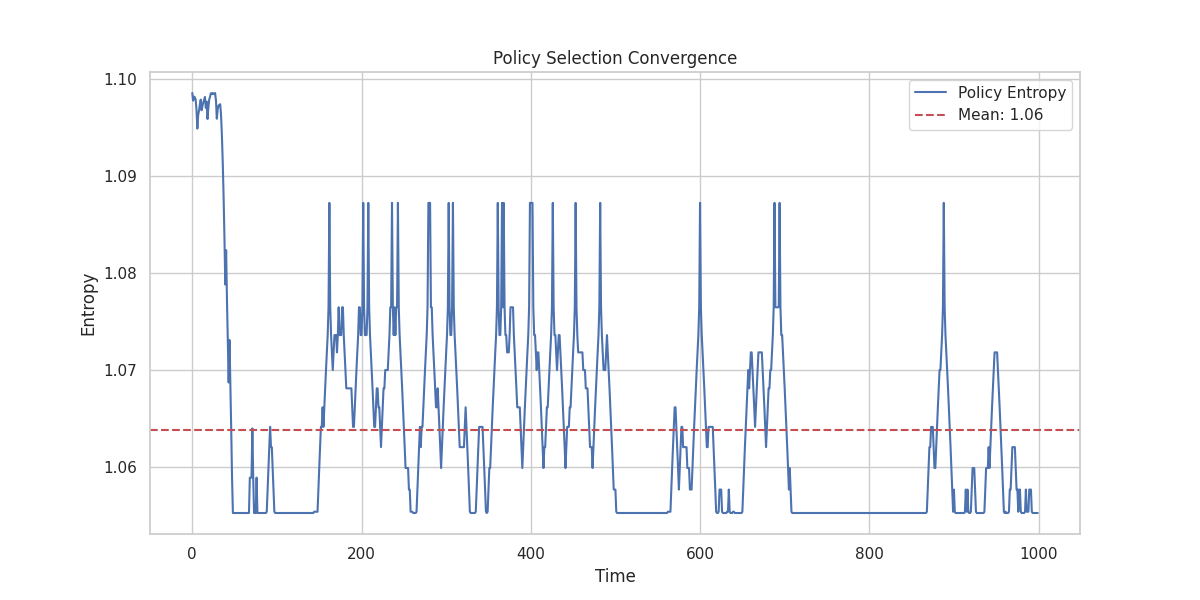 Policy Selection Convergence
Policy Entropy
Mean: 1.06
Entropy
1.10
1.09
1.08
1.07
1.06
0 200 400 600 800 1000
Time